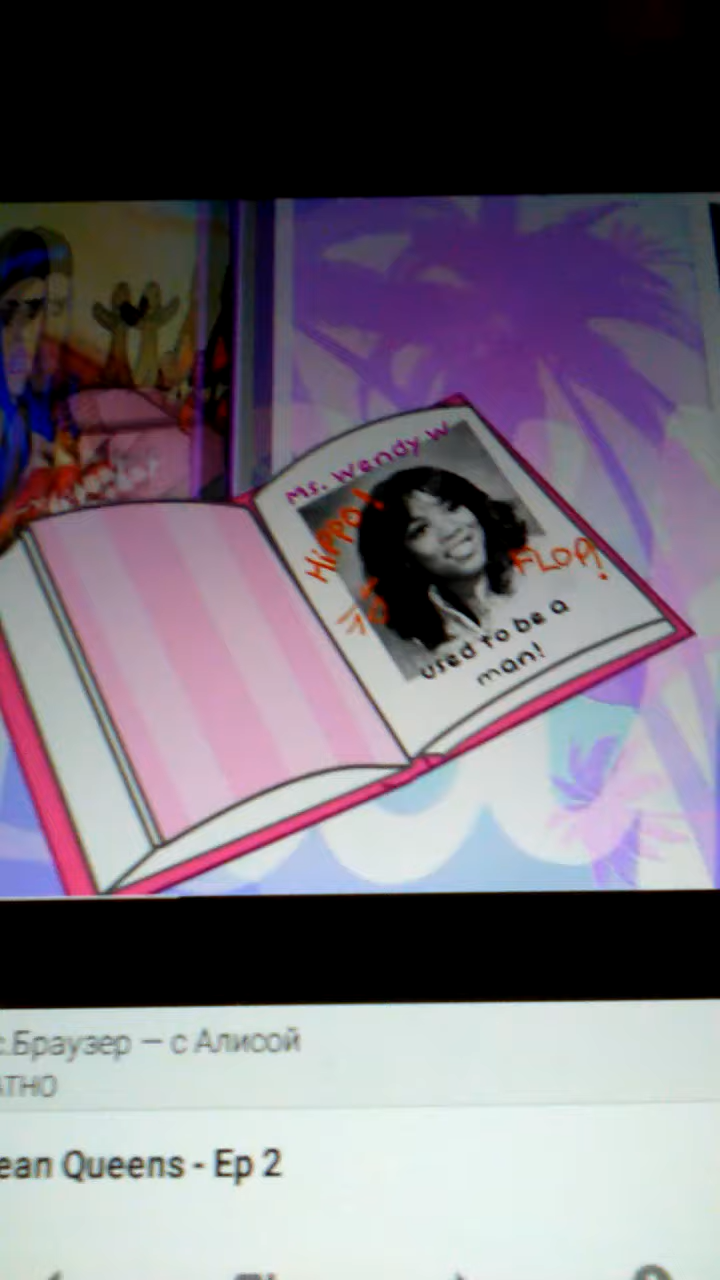 Ms. Wendy W
HiPPO!
FLOP!
used to be a
man!
с.Браузер — с Алисой
АТНО
ean Queens - Ep 2